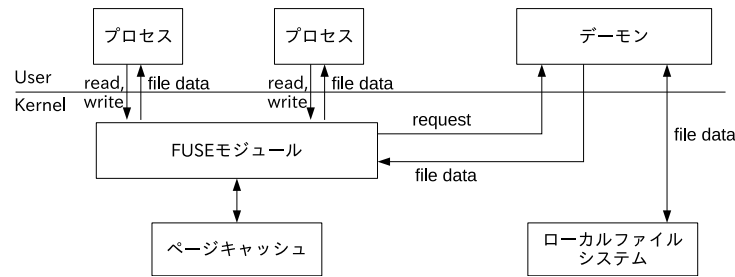 プロセス
プロセス
デーモン
User
read,
write
file data
read,
write
file data
Kernel
request
file data
FUSEモジュール
file data
ページキャッシュ
ローカルファイル
システム